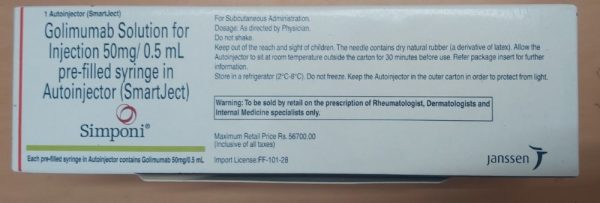 1 Autoinjector (SmartJect)
Golimumab Solution for
Injection 50mg/ 0.5 mL
pre-filled syringe in
Autoinjector (SmartJect)
Simponi®
Each pre-filled syringe in Autoinjector contains Golimumab 50mg/0.5 mL
For Subcutaneous Administration.
Dosage: As directed by Physician.
Do not shake.
Keep out of the reach and sight of children. The needle contains dry natural rubber (a derivative of latex). Allow the
Autoinjector to sit at room temperature outside the carton for 30 minutes before use. Refer package insert for further
information.
Store in a refrigerator (2°C-8°C). Do not freeze. Keep the Autoinjector in the outer carton in order to protect from light.
Warning: To be sold by retail on the prescription of Rheumatologist, Dermatologists and
Internal Medicine specialists only.
Maximum Retail Price Rs. 56700.00
(Inclusive of all taxes)
Import License:FF-101-28
janssen